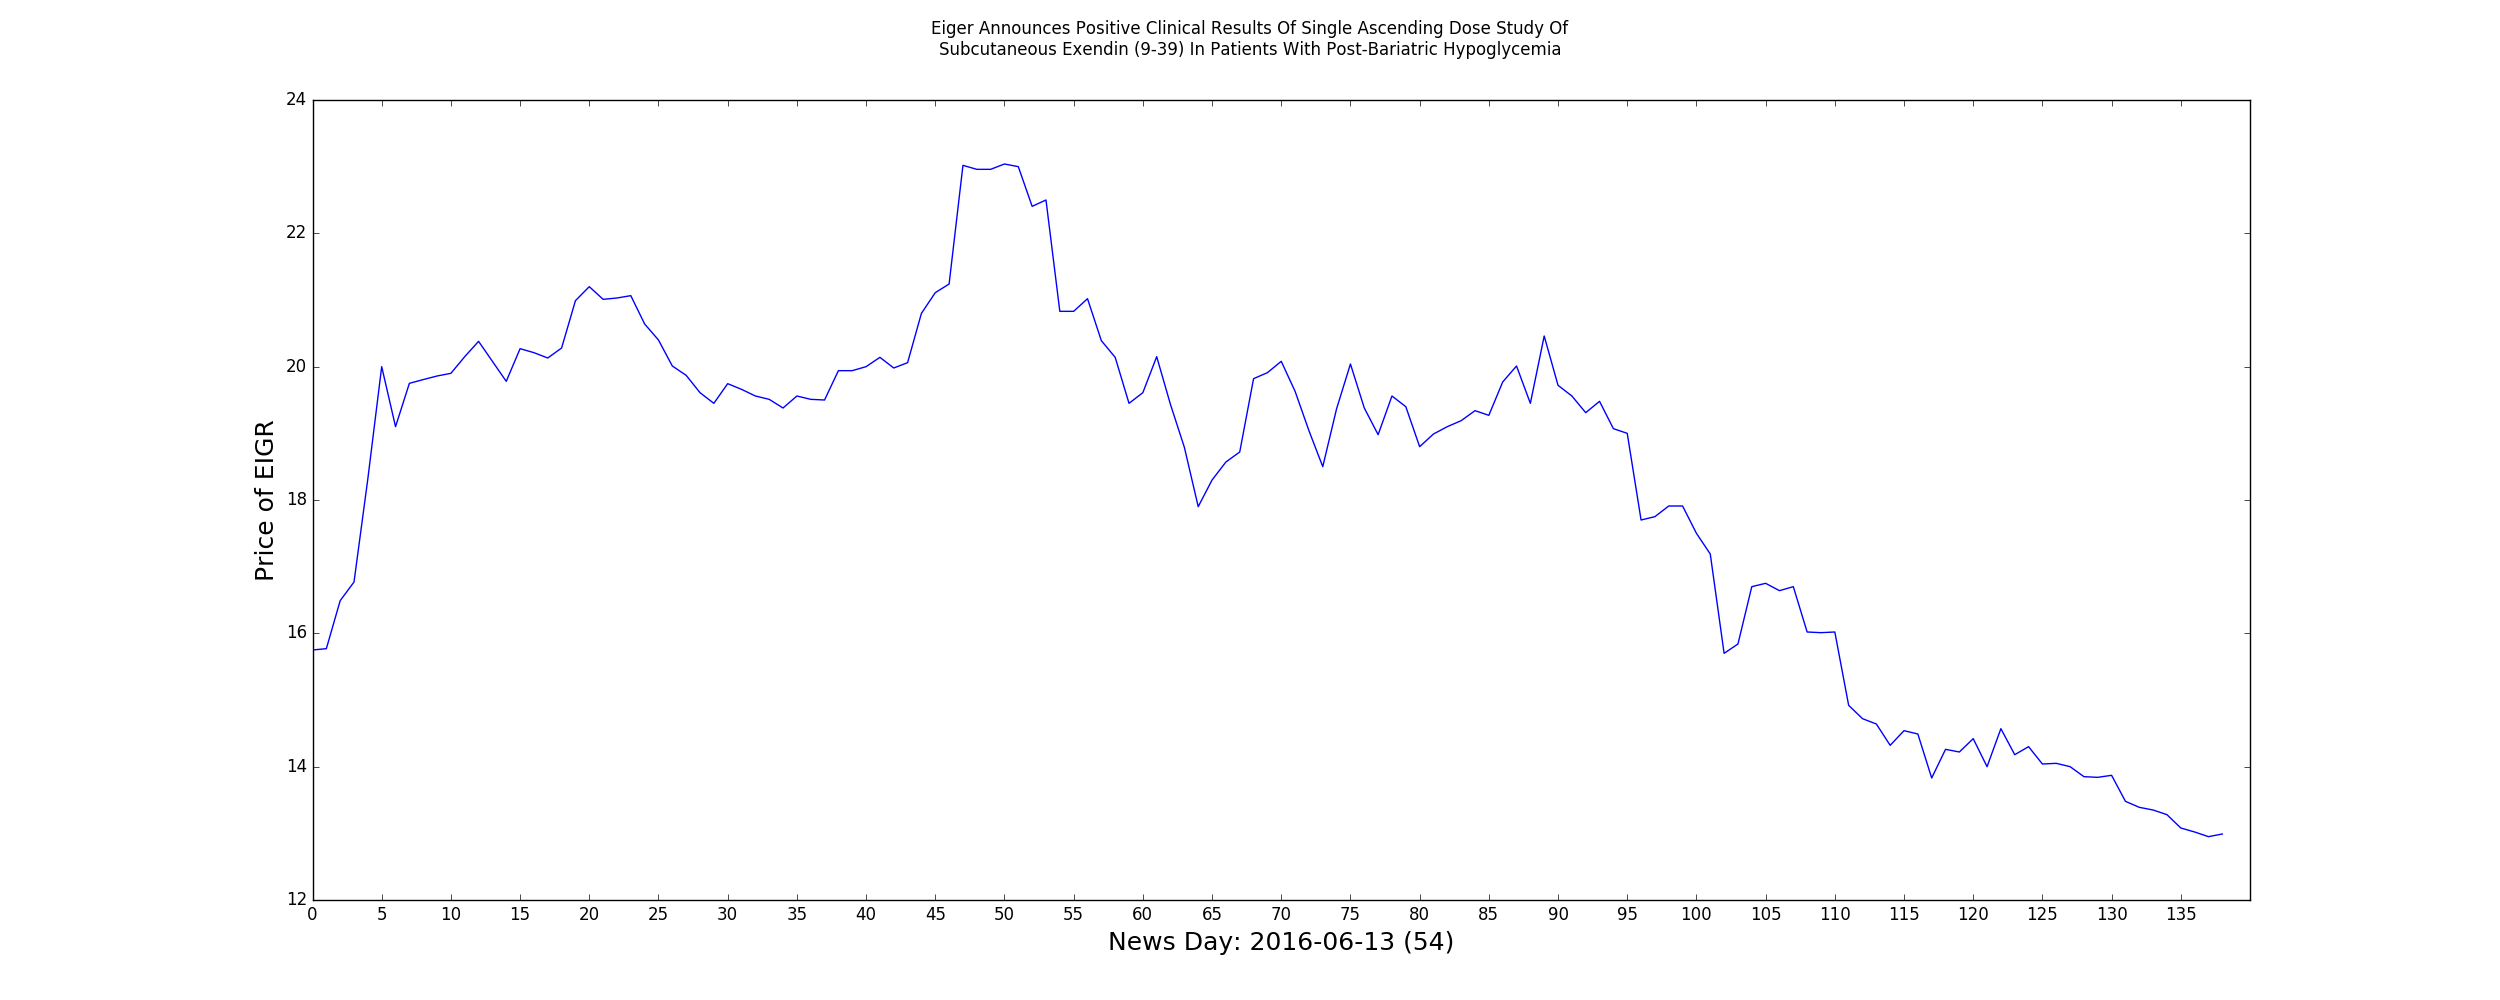 Eiger Announces Positive Clinical Results Of Single Ascending Dose Study Of
Subcutaneous Exendin (9-39) In Patients With Post-Bariatric Hypoglycemia
24
22
20
18
16
14
12
Price of EIGR
0 5 10 15 20 25 30 35 40 45 50 55 60 65 70 75 80 85 90 95 100 105 110 115 120 125 130 135
News Day: 2016-06-13 (54)